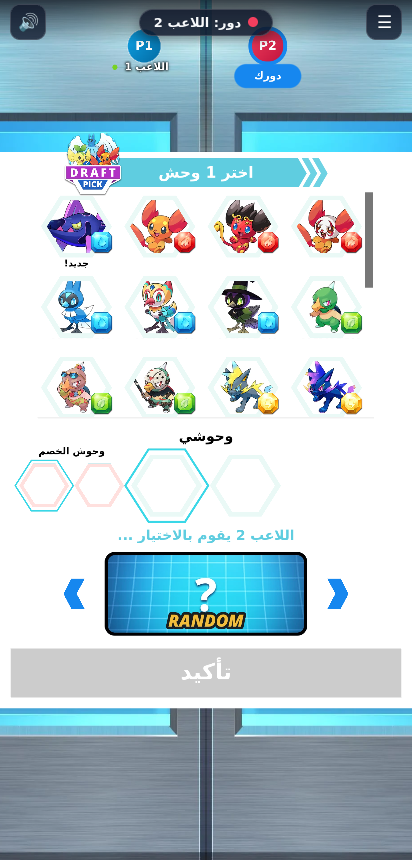 دور: اللاعب 2
P1
P2
اللاعب 1
دورك
DRAFT
PICK
اختر 1 وحش
جديد!
وحوشي
وحوش الخصم
اللاعب 2 يقوم بالاختيار ...
?
RANDOM
تأكيد